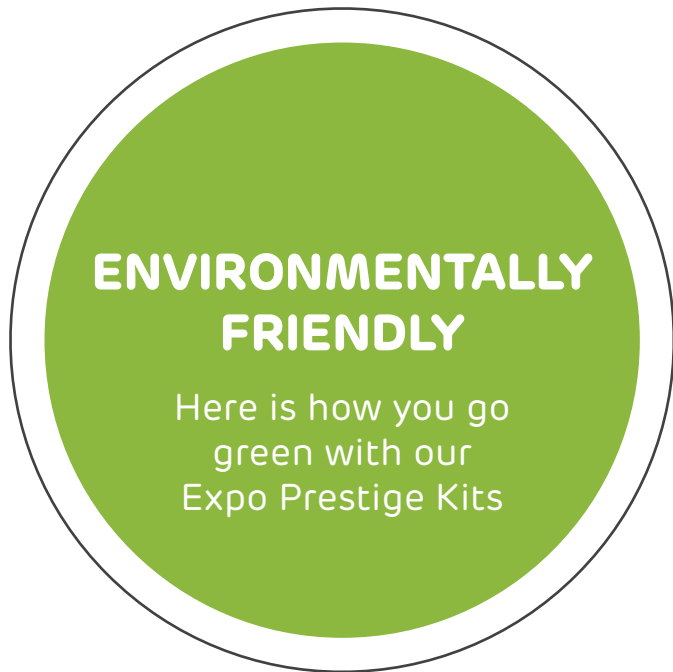 ENVIRONMENTALLY
FRIENDLY
Here is how you go
green with our
Expo Prestige Kits